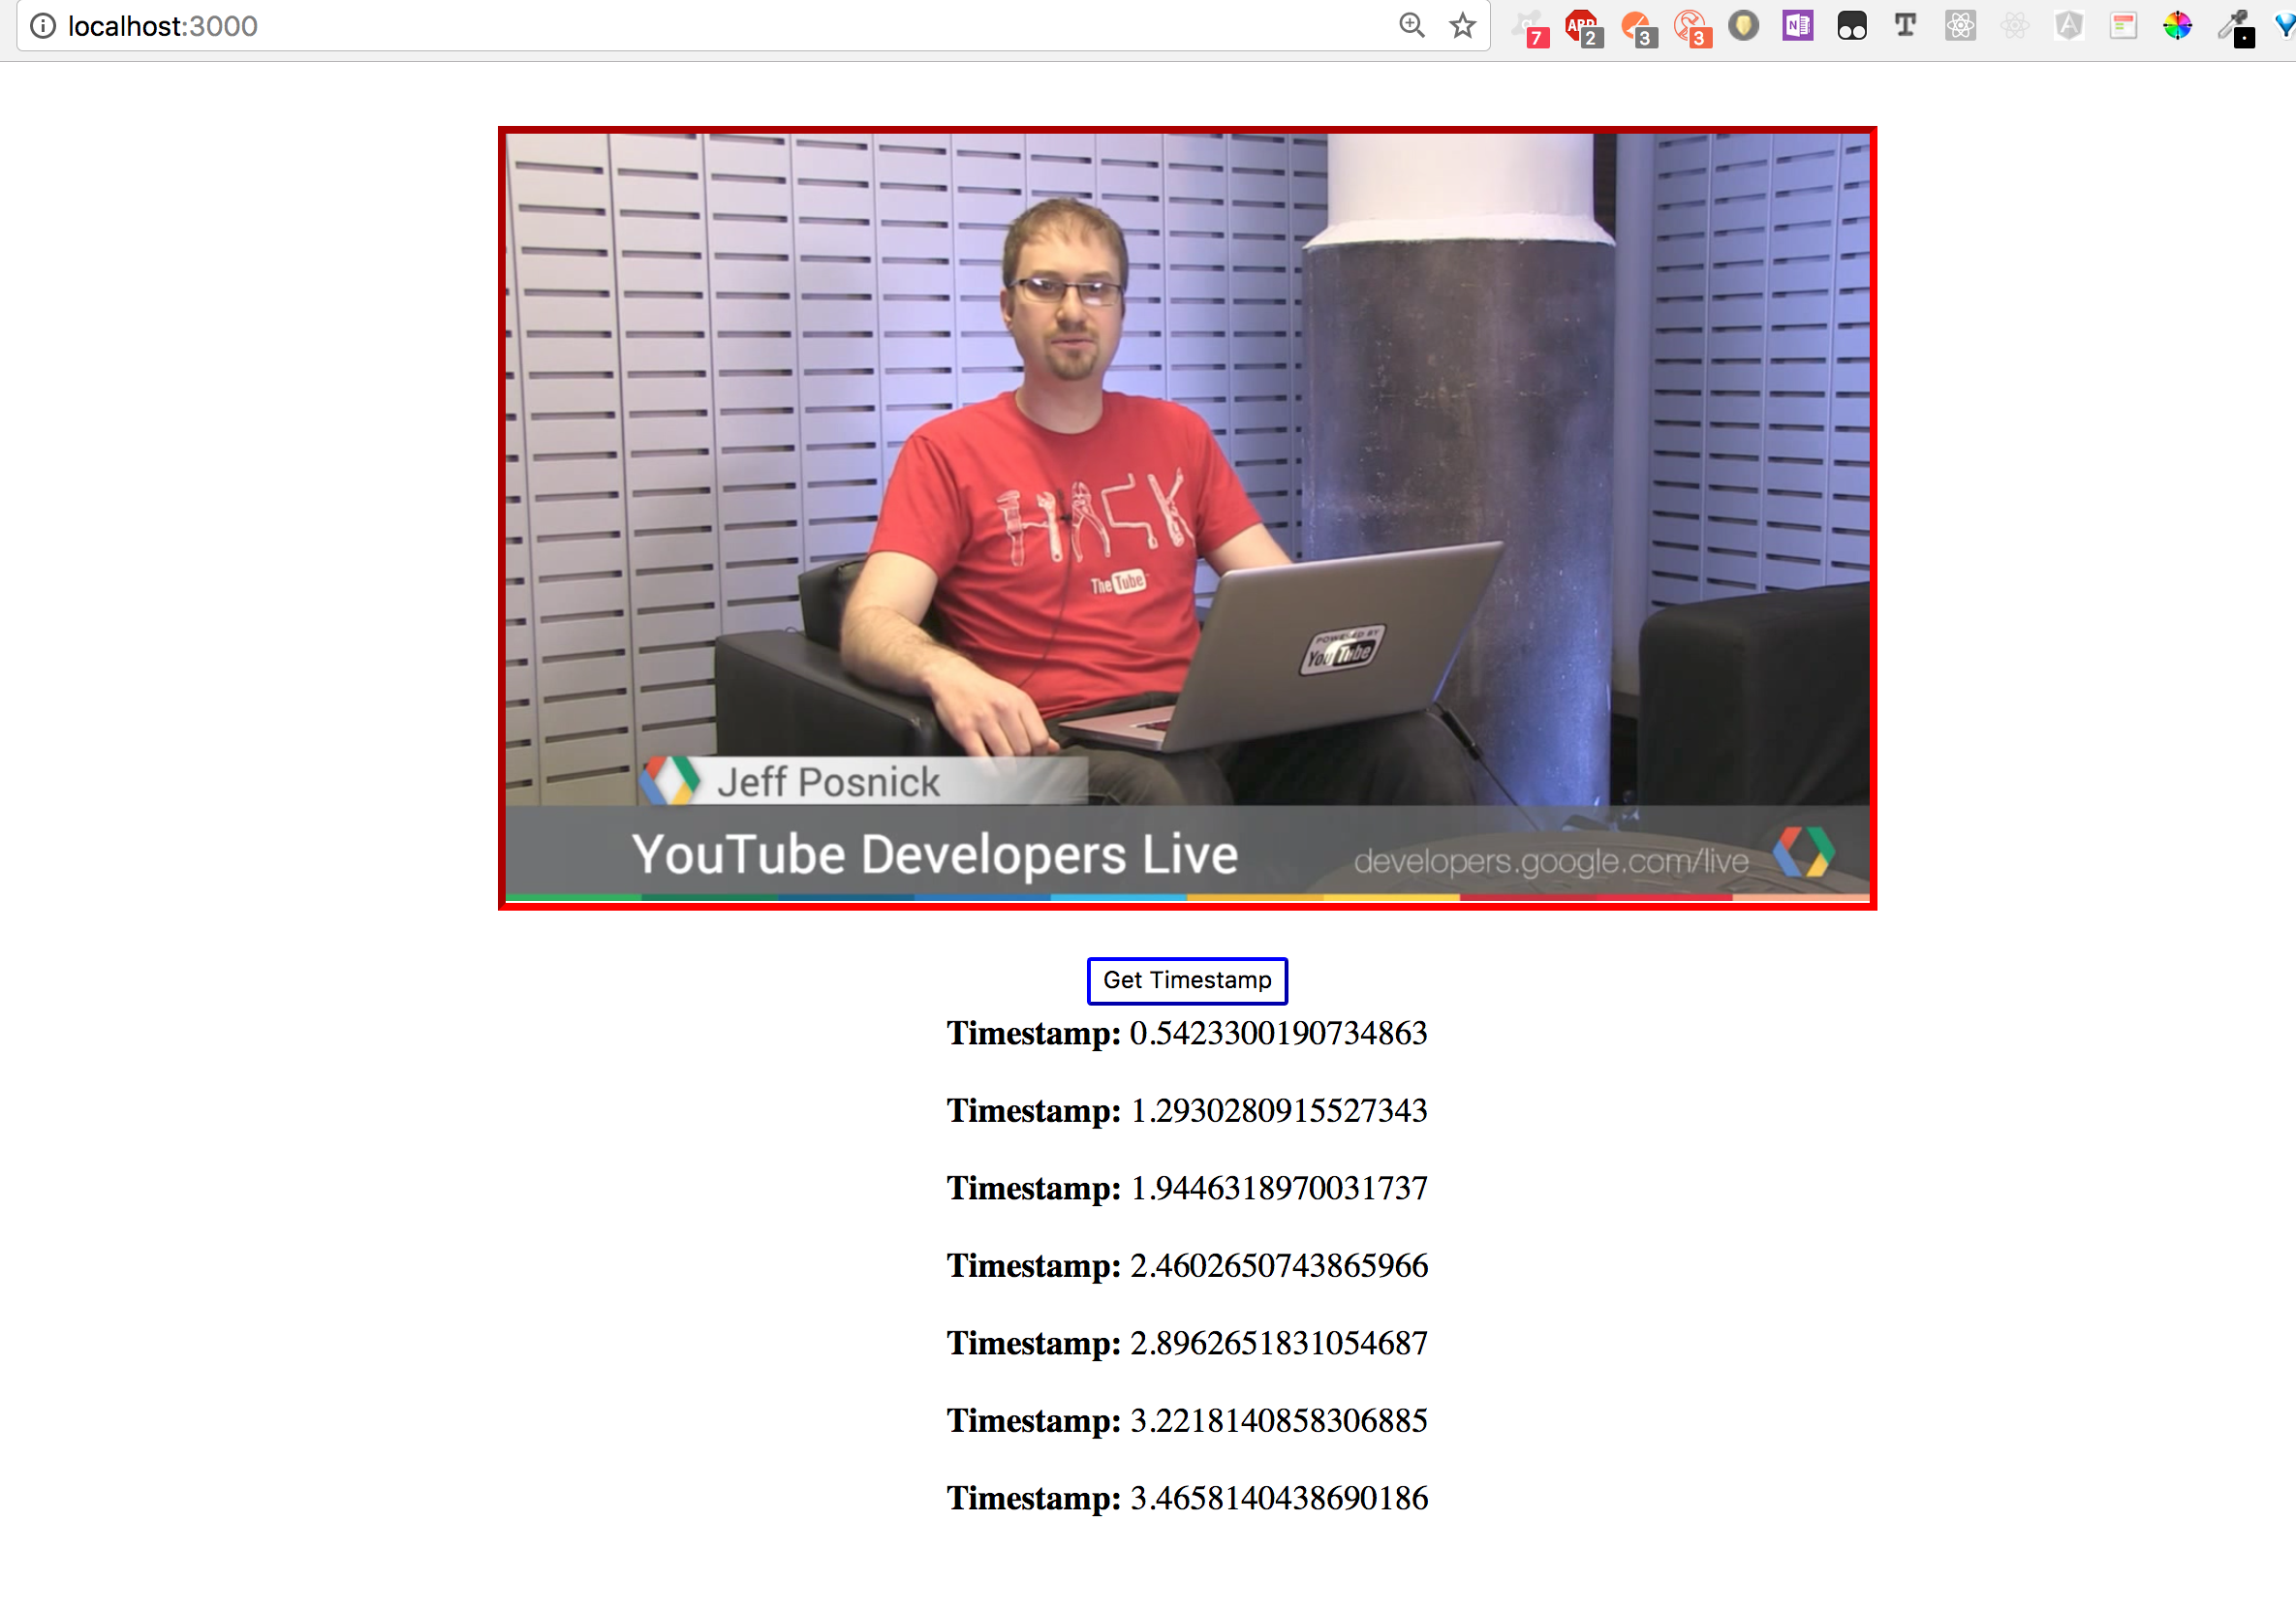 localhost:3000
7
ABP
2
3
3
N
T
HACK
The Tube
POWERED BY
YouTube
Jeff Posnick
YouTube Developers Live
developers.google.com/live
Get Timestamp
Timestamp: 0.5423300190734863
Timestamp: 1.2930280915527343
Timestamp: 1.9446318970031737
Timestamp: 2.4602650743865966
Timestamp: 2.8962651831054687
Timestamp: 3.2218140858306885
Timestamp: 3.4658140438690186